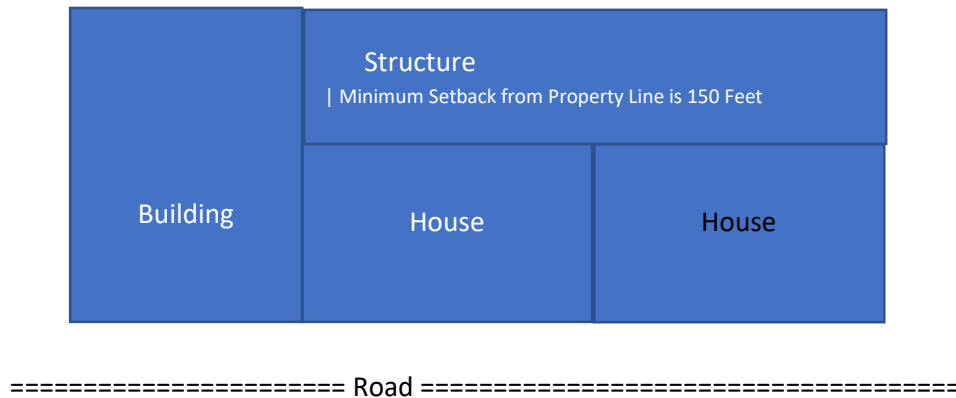 Structure
| Minimum Setback from Property Line is 150 Feet
Building
House
House
======================= Road =====================================